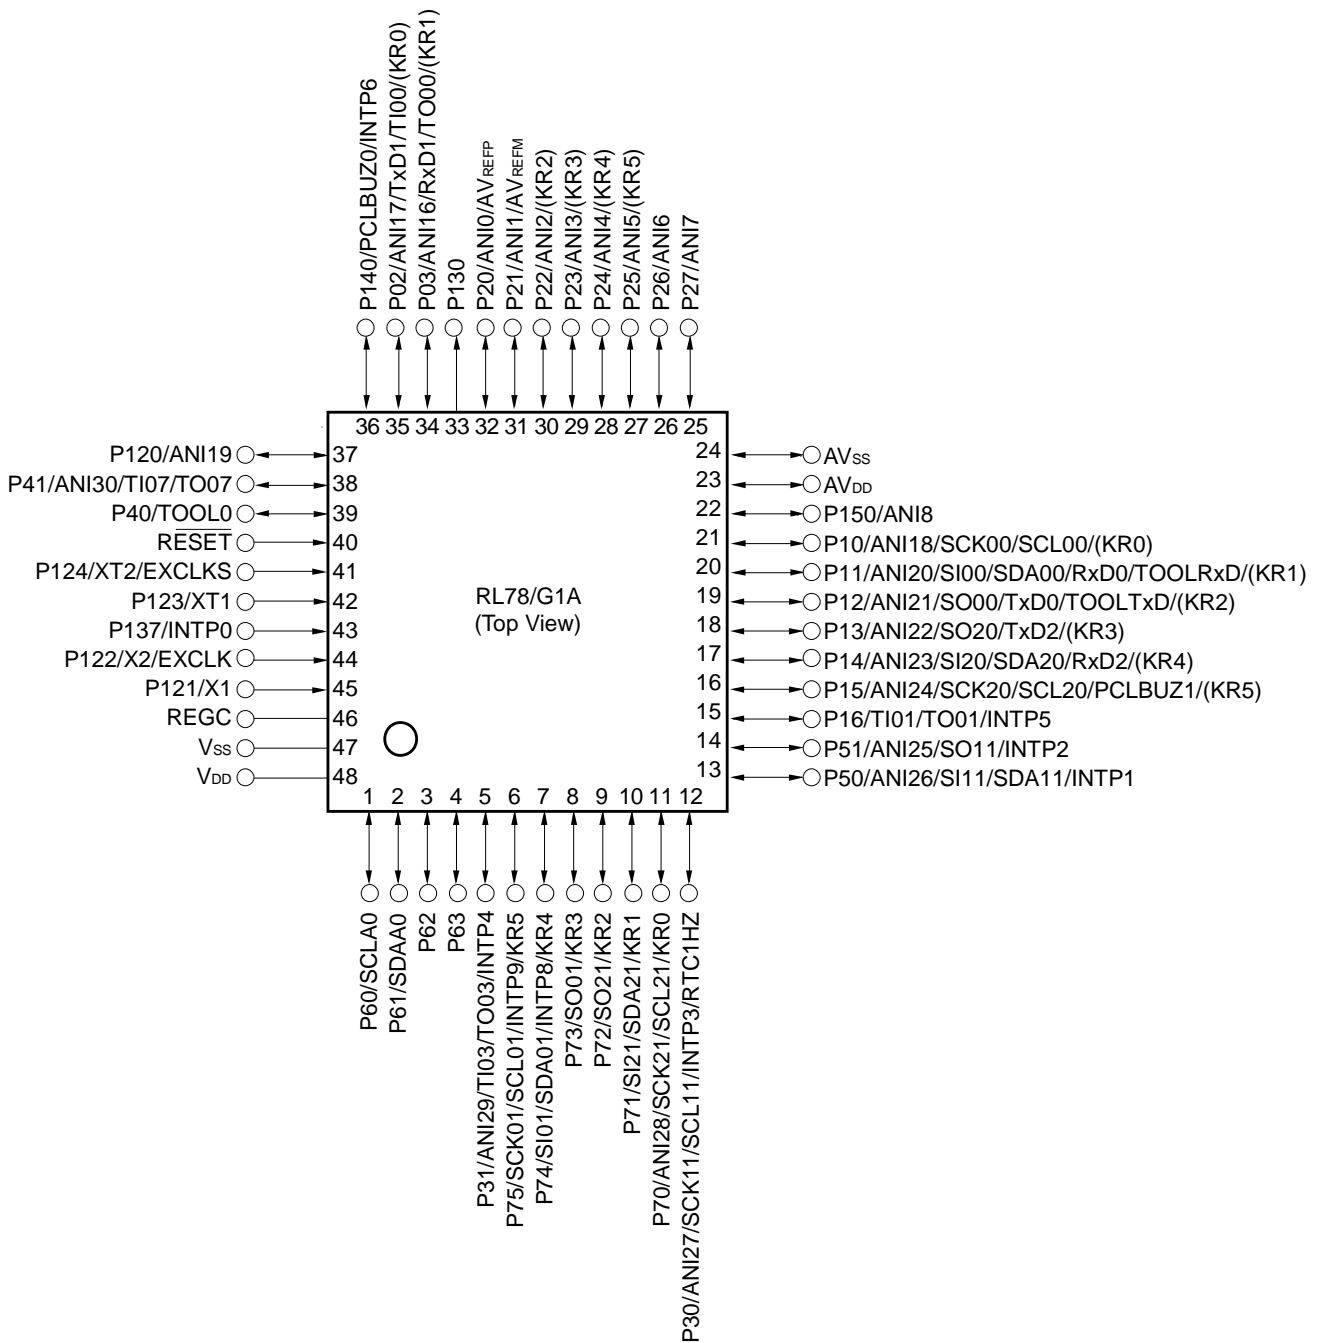 P140/PCLBUZ0/INTP6
P02/ANI17/TxD1/TI00/(KR0)
P03/ANI16/RxD1/TO00/(KR1)
P130
P20/ANI0/AVREFP
P21/ANI1/AVREFM
P22/ANI2/(KR2)
P23/ANI3/(KR3)
P24/ANI4/(KR4)
P25/ANI5/(KR5)
P26/ANI6
P27/ANI7
36 35 34 33 32 31 30 29 28 27 26 25
P120/ANI19 37
P41/ANI30/TI07/TO07 38
P40/TOOL0 39
RESET 40
P124/XT2/EXCLKS 41
P123/XT1 42
P137/INTP0 43
P122/X2/EXCLK 44
P121/X1 45
REGC 46
VSS 47
VDD 48
RL78/G1A
(Top View)
24 AVSS
23 AVDD
22 P150/ANI8
21 P10/ANI18/SCK00/SCL00/(KR0)
20 P11/ANI20/SI00/SDA00/RxD0/TOOLRxD/(KR1)
19 P12/ANI21/SO00/TxD0/TOOLTxD/(KR2)
18 P13/ANI22/SO20/TxD2/(KR3)
17 P14/ANI23/SI20/SDA20/RxD2/(KR4)
16 P15/ANI24/SCK20/SCL20/PCLBUZ1/(KR5)
15 P16/TI01/TO01/INTP5
14 P51/ANI25/SO11/INTP2
13 P50/ANI26/SI11/SDA11/INTP1
1 2 3 4 5 6 7 8 9 10 11 12
P60/SCLA0
P61/SDAA0
P62
P63
P31/ANI29/TI03/TO03/INTP4
P75/SCK01/SCL01/INTP9/KR5
P74/SI01/SDA01/INTP8/KR4
P73/SO01/KR3
P72/SO21/KR2
P71/SI21/SDA21/KR1
P70/ANI28/SCK21/SCL21/KR0
P30/ANI27/SCK11/SCL11/INTP3/RTC1HZ